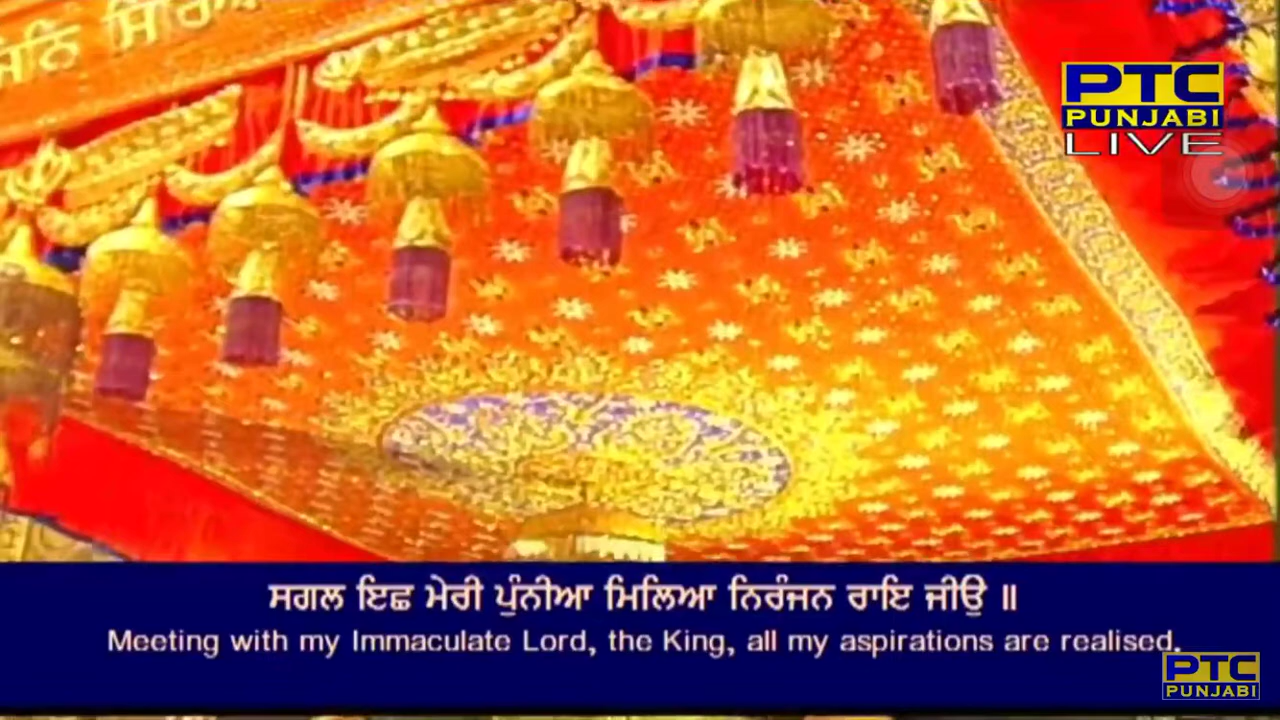 PTC
PUNJABI
LIVE
ਸਗਲ ਇਛ ਮੇਰੀ ਪੁੰਨੀਆ ਮਿਲਿਆ ਨਿਰੰਜਨ ਰਾਇ ਜੀਉ ॥
Meeting with my Immaculate Lord, the King, all my aspirations are realised.
PTC
PUNJABI